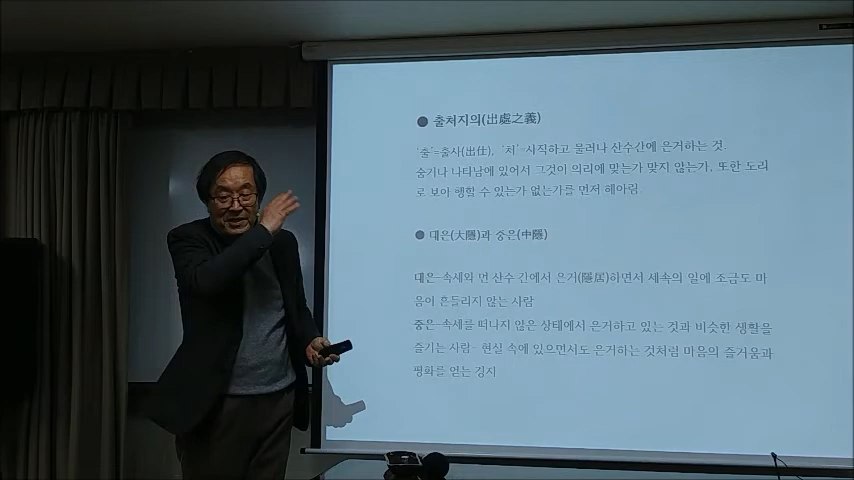 ● 출처지의(出處之義)
'출'=출사(出仕), '처'-사직하고 물러나 산수간에 은거하는 것.
숨거나 나타남에 있어서 그것이 의리에 맞는가 맞지 않는가, 또한 도리
로 보아 행할 수 있는가 없는가를 먼저 헤아림.
● 대은(大隱)과 중은(中隱)
대은-속세와 먼 산수 간에서 은거(隱居)하면서 세속의 일에 조금도 마
음이 흔들리지 않는 사람
중은-속세를 떠나지 않은 상태에서 은거하고 있는 것과 비슷한 생활을
즐기는 사람- 현실 속에 있으면서도 은거하는 것처럼 마음의 즐거움과
평화를 얻는 경지